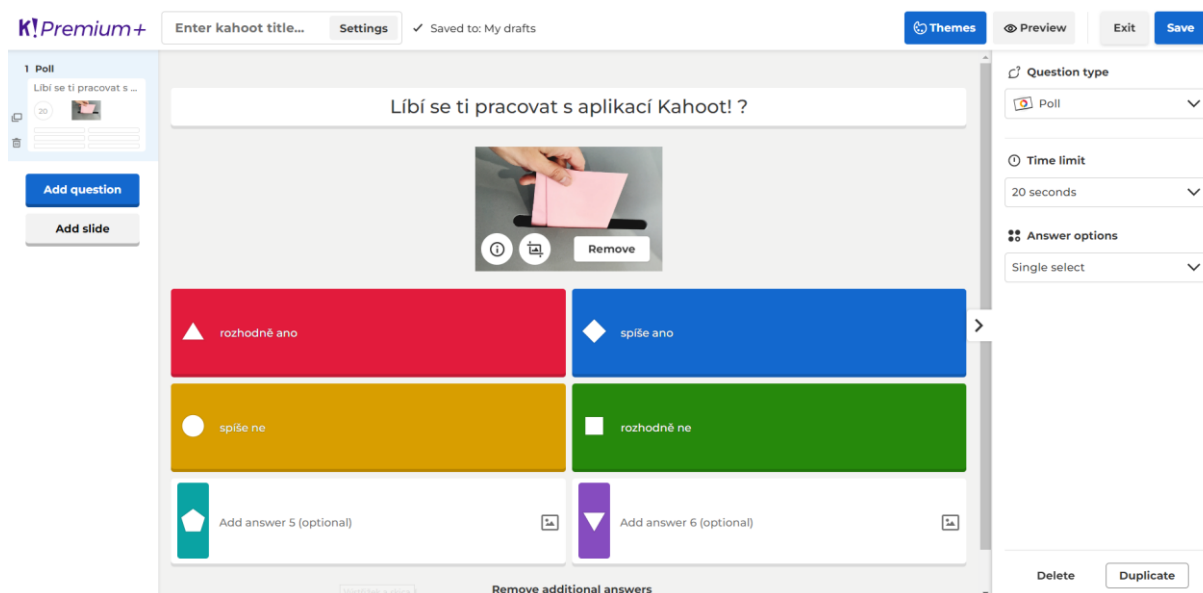 K!Premium+
Enter kahoot title...
Settings
Saved to: My drafts
Themes
Preview
Exit
Save
1 Poll
Líbí se ti pracovat s ...
20
Add question
Add slide
Líbí se ti pracovat s aplikací Kahoot! ?
Remove
rozhodně ano
spíše ano
spíše ne
rozhodně ne
Add answer 5 (optional)
Add answer 6 (optional)
Remove additional answers
Question type
Poll
Time limit
20 seconds
Answer options
Single select
Delete
Duplicate